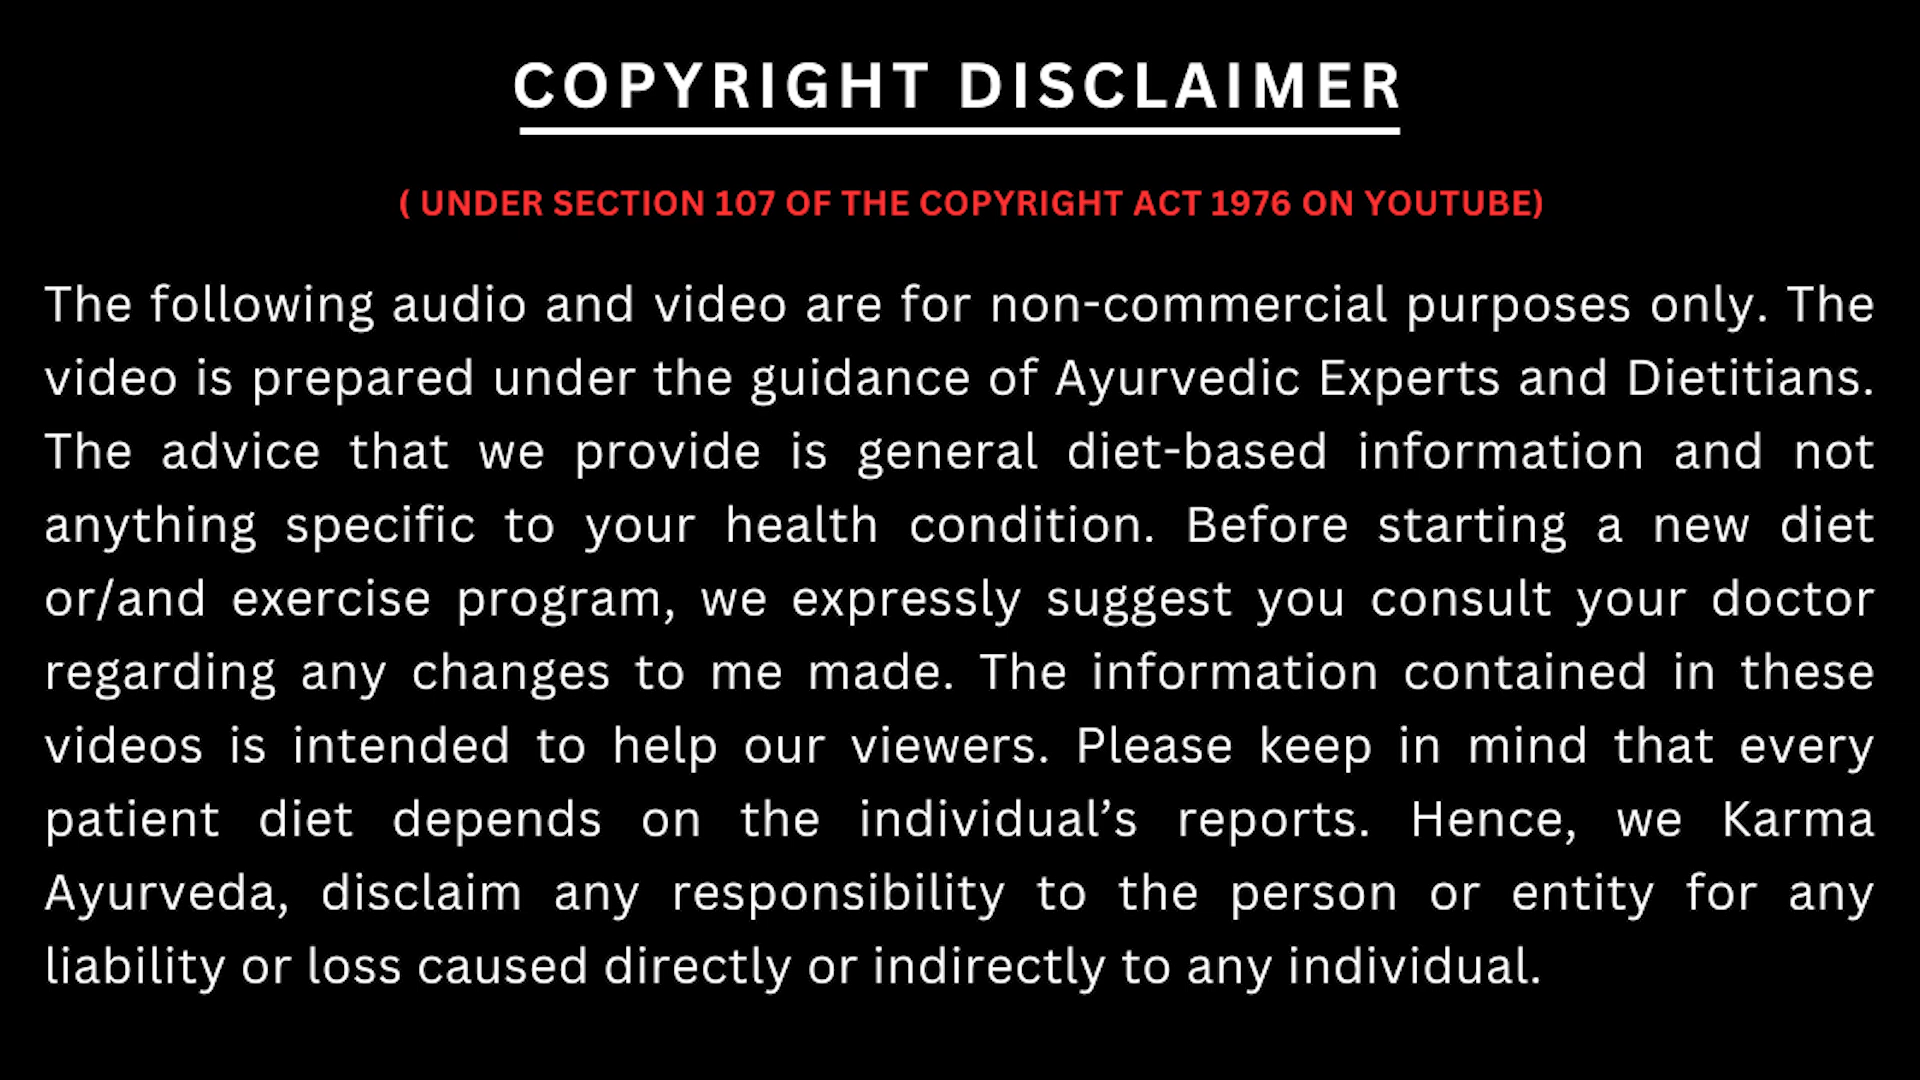 COPYRIGHT DISCLAIMER
( UNDER SECTION 107 OF THE COPYRIGHT ACT 1976 ON YOUTUBE)
The following audio and video are for non-commercial purposes only. The
video is prepared under the guidance of Ayurvedic Experts and Dietitians.
The advice that we provide is general diet-based information and not
anything specific to your health condition. Before starting a new diet
or/and exercise program, we expressly suggest you consult your doctor
regarding any changes to me made. The information contained in these
videos is intended to help our viewers. Please keep in mind that every
patient diet depends on the individual’s reports. Hence, we Karma
Ayurveda, disclaim any responsibility to the person or entity for any
liability or loss caused directly or indirectly to any individual.